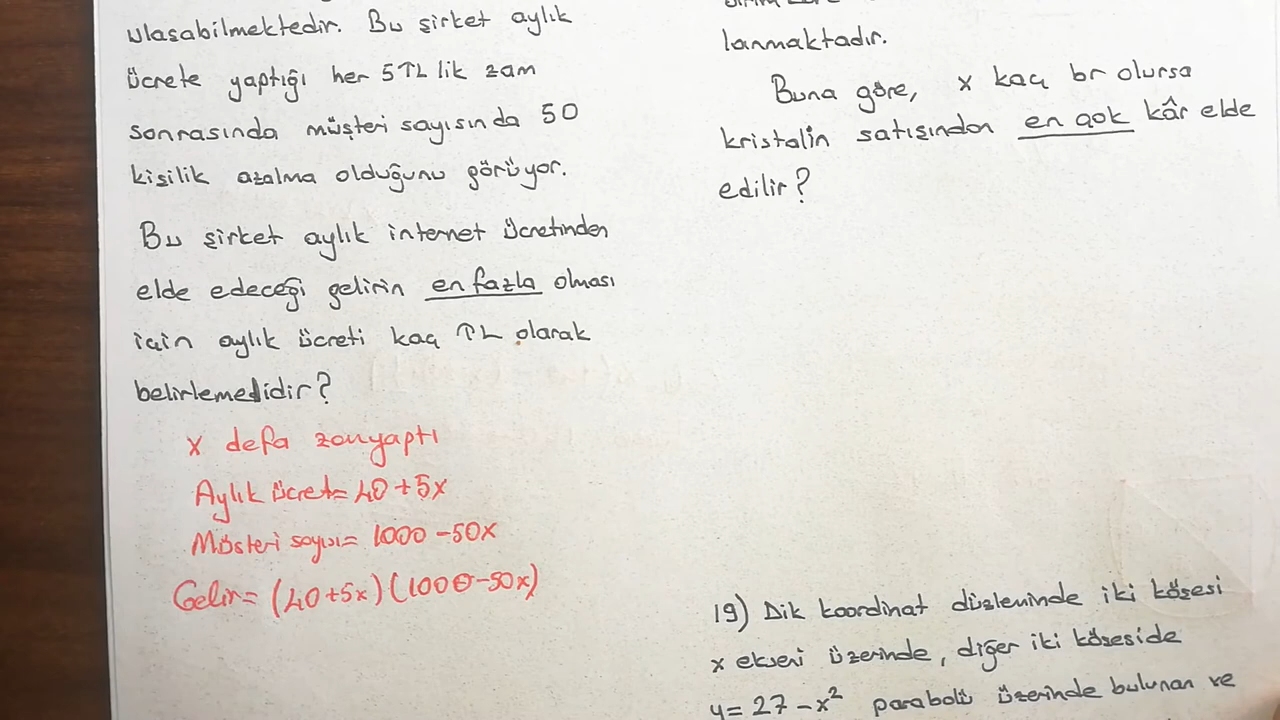 ulaşabilmektedir. Bu şirket aylık
ücrete yaptığı her 5TL lik zam
sonrasında müşteri sayısında 50
kişilik azalma olduğunu görüyor.
Bu şirket aylık internet ücretinden
elde edeceği gelirin en fazla olması
için aylık ücreti kaç TL olarak
belirlemelidir?
x defa zam yaptı
Aylık ücret= 40+5x
Müşteri sayısı= 1000-50x
Gelir= (40+5x)(1000-50x)
lanmaktadır.
Buna göre, x kaç br olursa
kristalin satışından en çok kâr elde
edilir?
19) Dik koordinat düzleminde iki köşesi
x ekseni üzerinde, diğer iki köşeside
y= 27-x² parabolü üzerinde bulunan ve